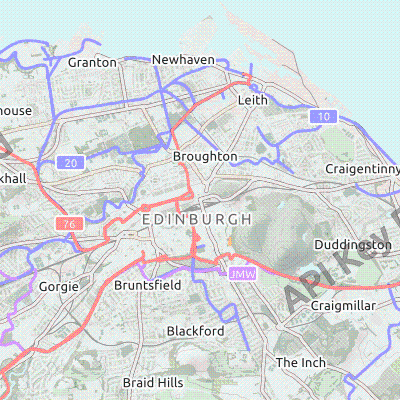 Newhaven
Granton
Leith
house
10
Broughton
20
Craigentinny
khall
76
EDINBURGH
Duddingston
JMW
API Key
Gorgie
Bruntsfield
Craigmillar
Blackford
The Inch
Braid Hills